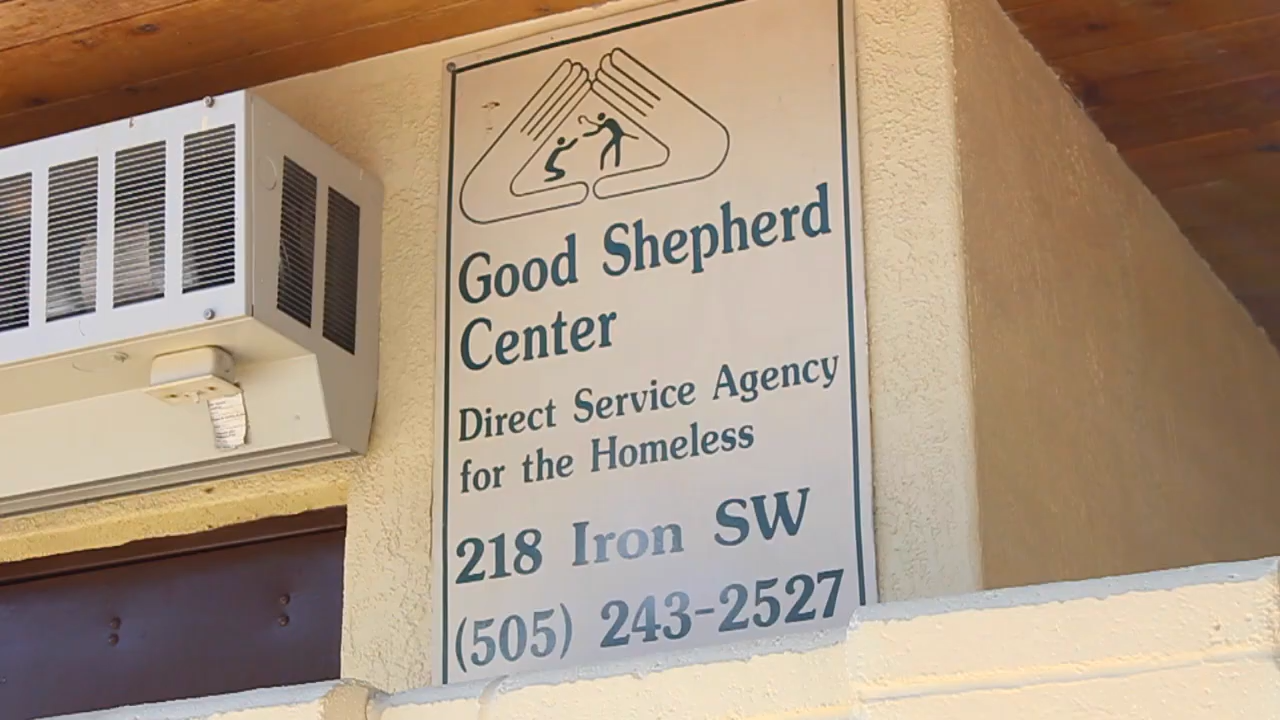 Good Shepherd
Center
Direct Service Agency
for the Homeless
218 Iron SW
(505) 243-2527